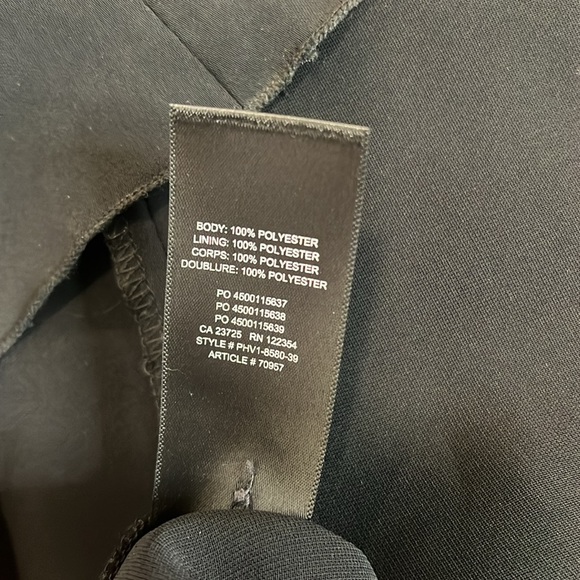 BODY: 100% POLYESTER
LINING: 100% POLYESTER
CORPS: 100% POLYESTER
DOUBLURE: 100% POLYESTER
PO 4500115637
PO 4500115638
PO 4500115639
CA 23725 RN 122354
STYLE # PHV1-8580-39
ARTICLE # 70957